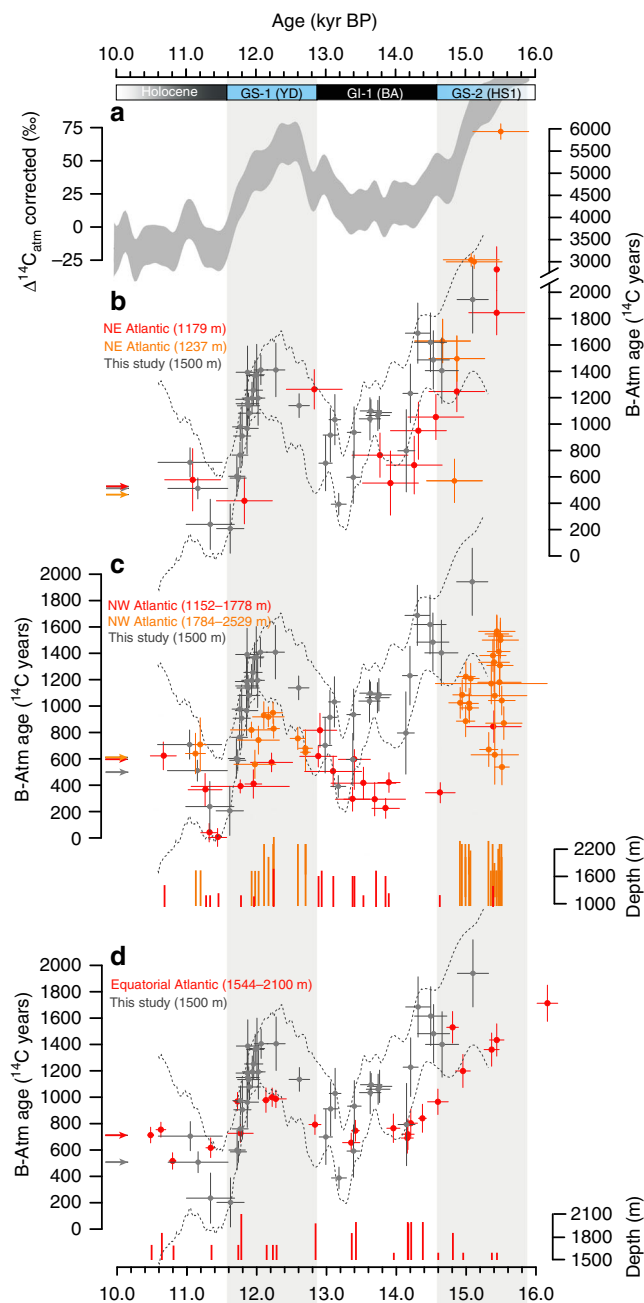 Age (kyr BP)
10.0 11.0 12.0 13.0 14.0 15.0 16.0
Holocene GS-1 (YD) GI-1 (BA) GS-2 (HS1)
a
Δ14Catm corrected (‰)
75
50
25
0
−25
6000
5500
5000
4500
4000
3500
3000
2000
1800
1600
1400
1200
1000
800
600
400
200
0
B-Atm age (14C years)
b
NE Atlantic (1179 m)
NE Atlantic (1237 m)
This study (1500 m)
c
NW Atlantic (1152–1778 m)
NW Atlantic (1784–2529 m)
This study (1500 m)
B-Atm age (14C years)
2000
1800
1600
1400
1200
1000
800
600
400
200
0
2200
1600
1000
Depth (m)
d
Equatorial Atlantic (1544–2100 m)
This study (1500 m)
B-Atm age (14C years)
2000
1800
1600
1400
1200
1000
800
600
400
200
0
2100
1800
1500
Depth (m)
10.0 11.0 12.0 13.0 14.0 15.0 16.0